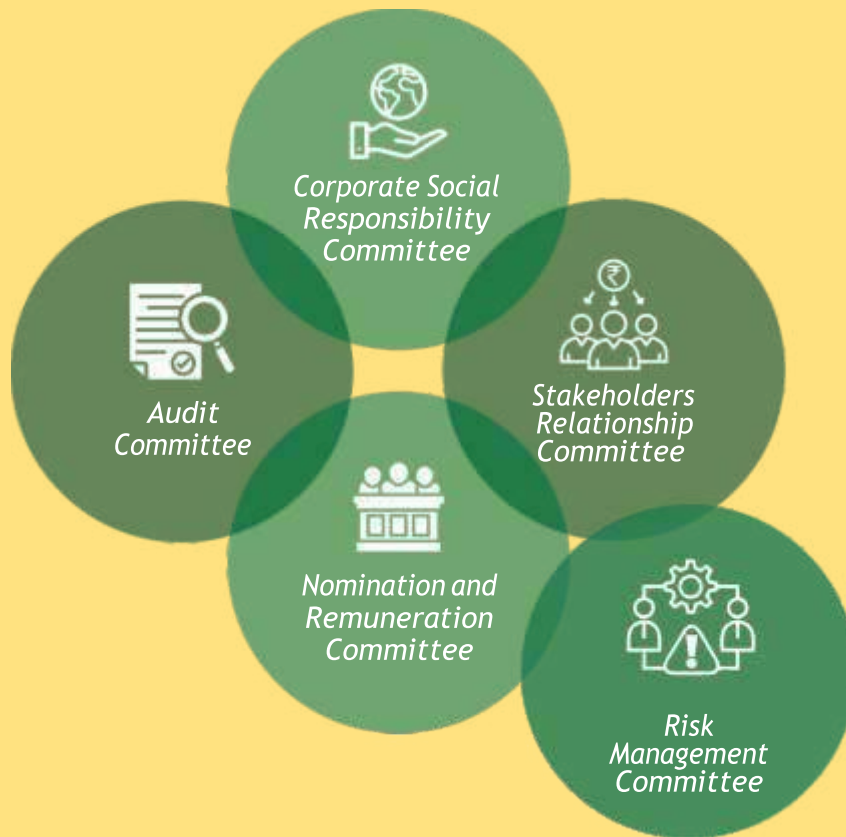 Corporate Social
Responsibility
Committee
Audit
Committee
₹
Stakeholders
Relationship
Committee
Nomination and
Remuneration
Committee
Risk
Management
Committee